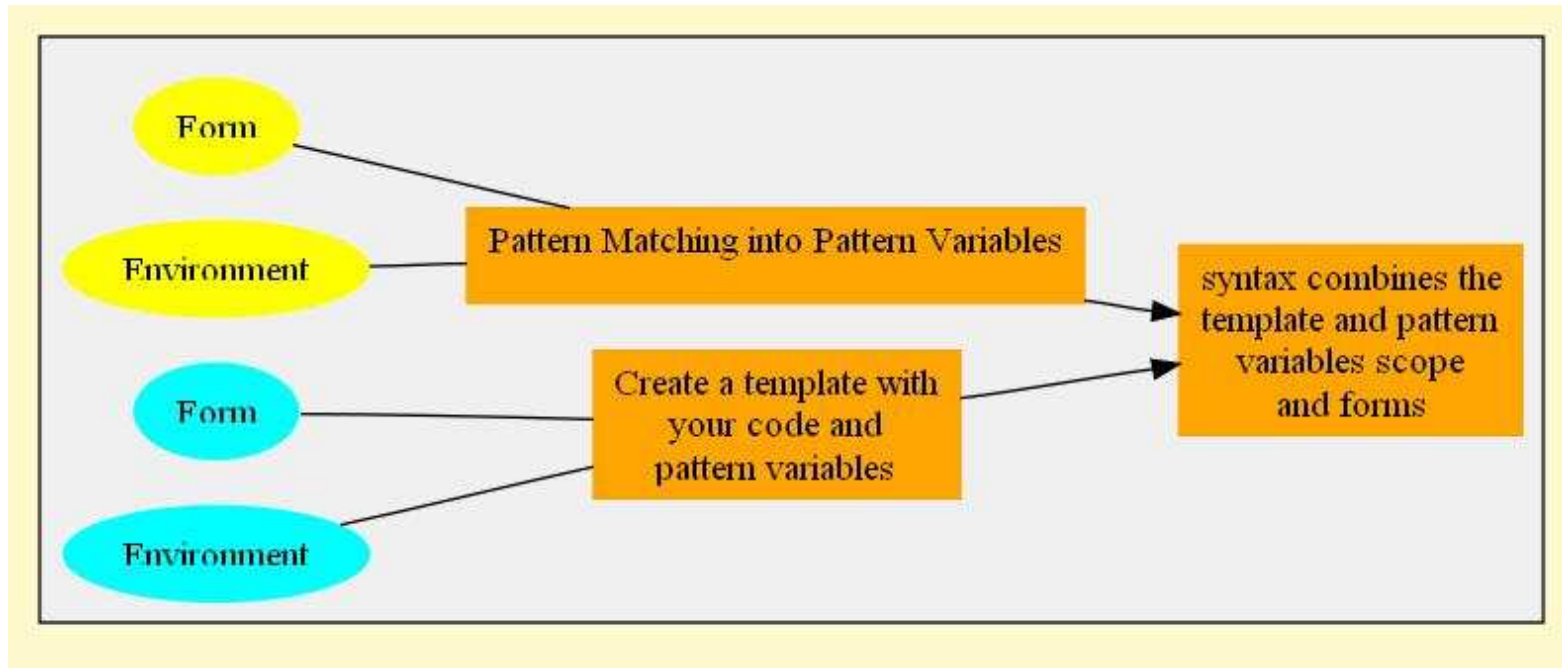 Form
Environment
Pattern Matching into Pattern Variables
Form
Environment
Create a template with
your code and
pattern variables
syntax combines the
template and pattern
variables scope
and forms